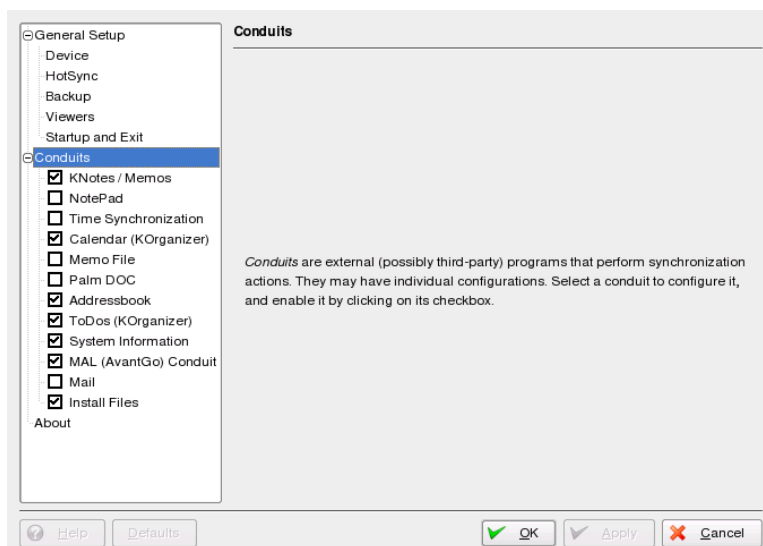 General Setup
Device
HotSync
Backup
Viewers
Startup and Exit
Conduits
KNotes / Memos
NotePad
Time Synchronization
Calendar (KOrganizer)
Memo File
Palm DOC
Addressbook
ToDos (KOrganizer)
System Information
MAL (AvantGo) Conduit
Mail
Install Files
About
Conduits
Conduits are external (possibly third-party) programs that perform synchronization
actions. They may have individual configurations. Select a conduit to configure it,
and enable it by clicking on its checkbox.
Help Defaults OK Apply Cancel